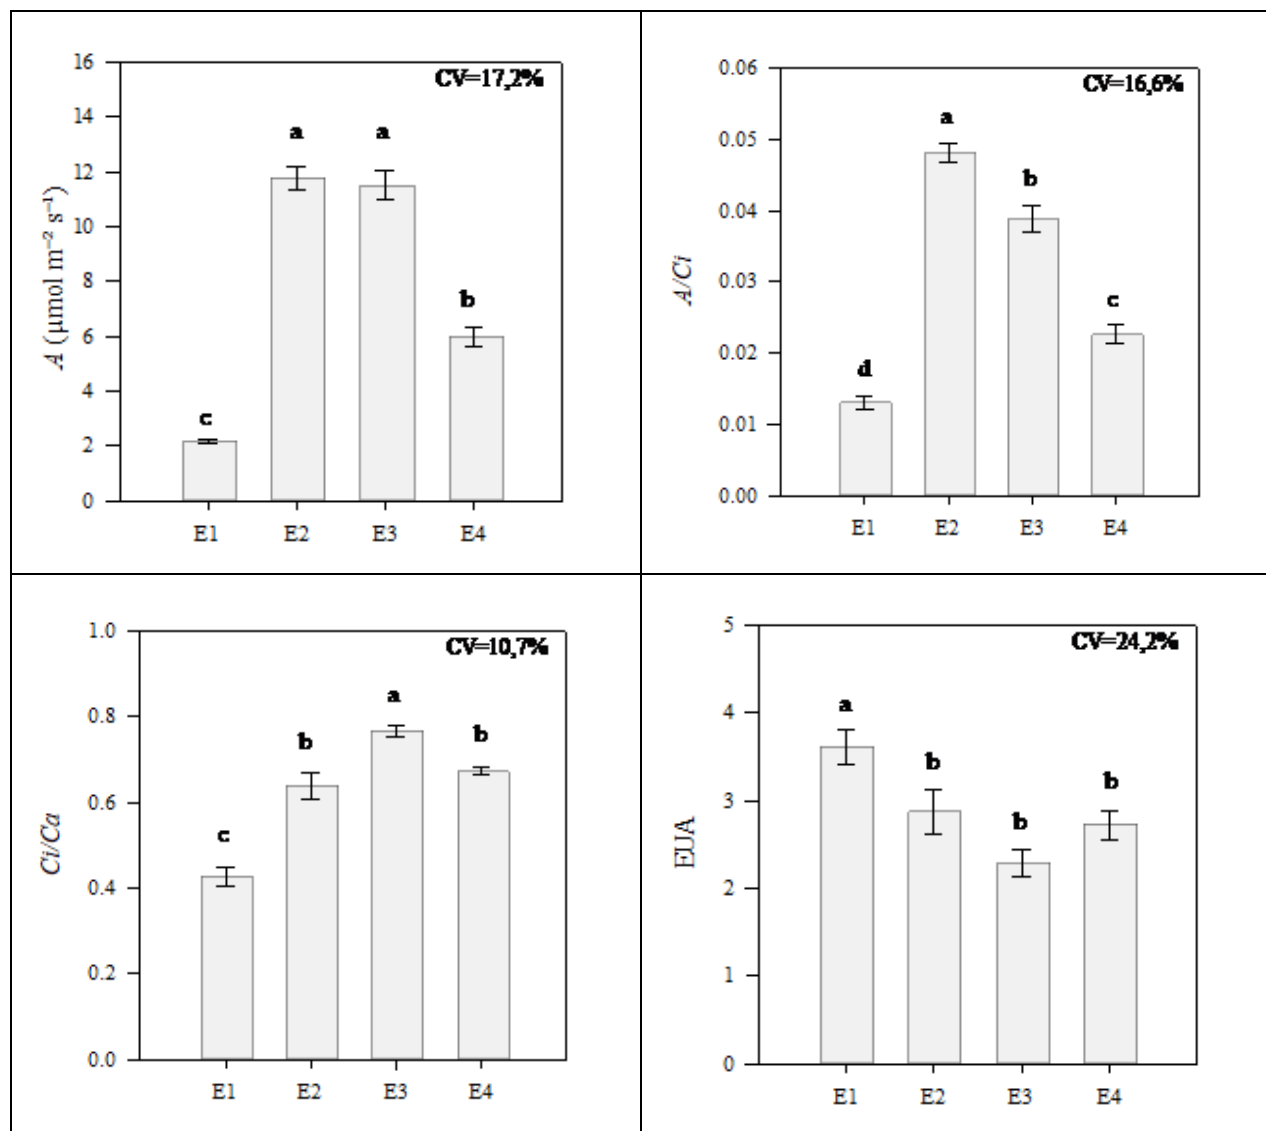 CV=17,2%
A (μmol m⁻² s⁻¹)
16
14
12
10
8
6
4
2
0
c
a
a
b
E1 E2 E3 E4
CV=16,6%
A/Ci
0.06
0.05
0.04
0.03
0.02
0.01
0.00
d
a
b
c
E1 E2 E3 E4
CV=10,7%
Ci/Ca
1.0
0.8
0.6
0.4
0.2
0.0
c
b
a
b
E1 E2 E3 E4
CV=24,2%
EUA
5
4
3
2
1
0
a
b
b
b
E1 E2 E3 E4